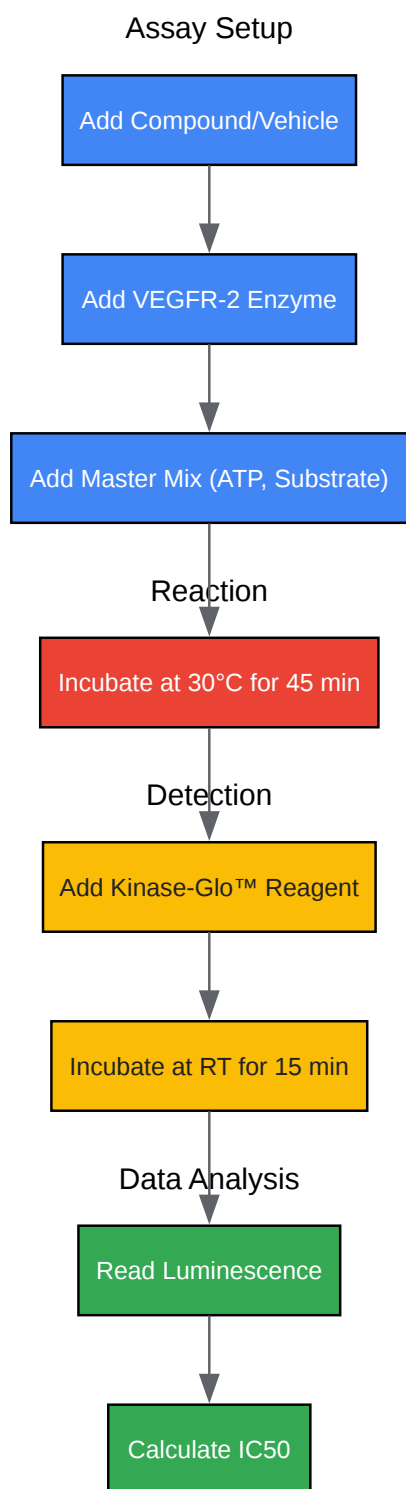 Assay Setup
Add Compound/Vehicle
Add VEGFR-2 Enzyme
Add Master Mix (ATP, Substrate)
Reaction
Incubate at 30°C for 45 min
Detection
Add Kinase-Glo™ Reagent
Incubate at RT for 15 min
Data Analysis
Read Luminescence
Calculate IC50